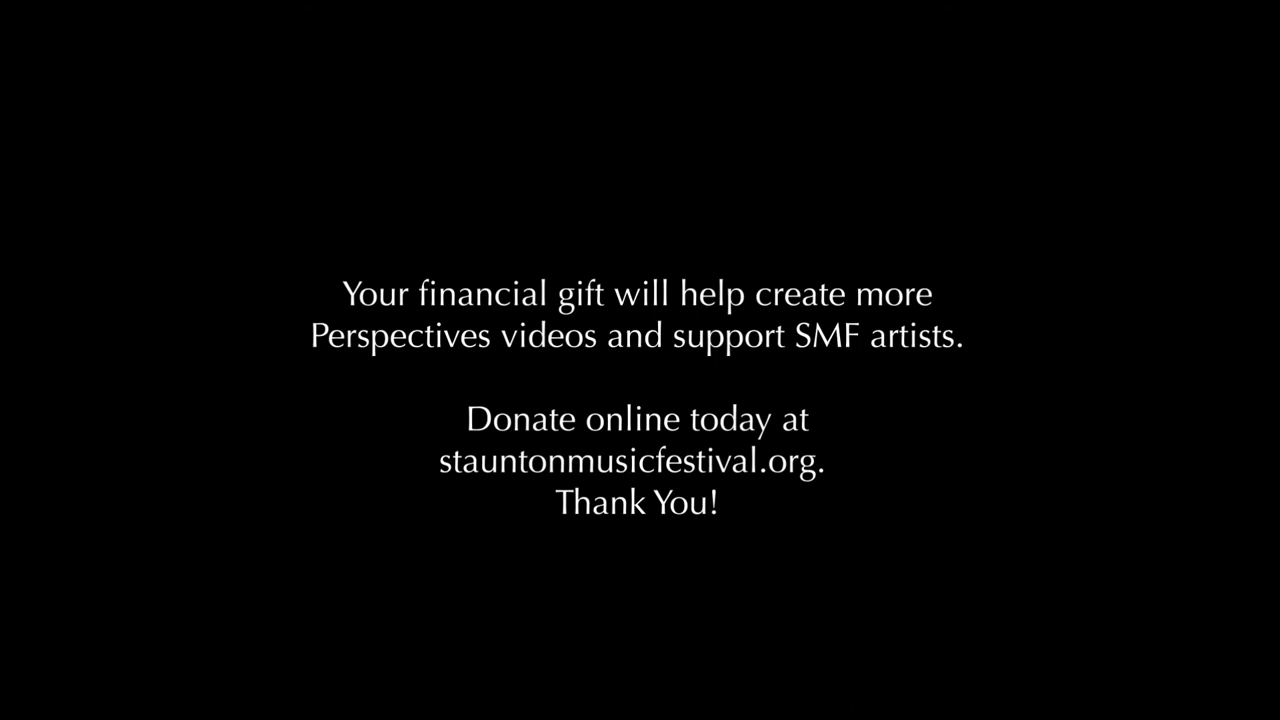 Your financial gift will help create more
Perspectives videos and support SMF artists.
Donate online today at
stauntonmusicfestival.org.
Thank You!